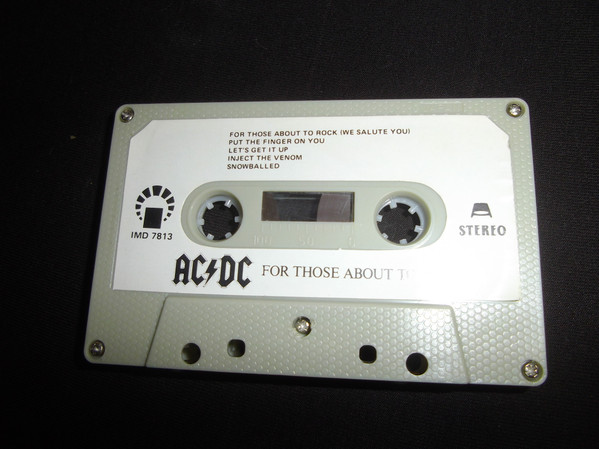 FOR THOSE ABOUT TO ROCK (WE SALUTE YOU)
PUT THE FINGER ON YOU
LET'S GET IT UP
INJECT THE VENOM
SNOWBALLED
IMD 7813
STEREO
AC⚡DC FOR THOSE ABOUT TO